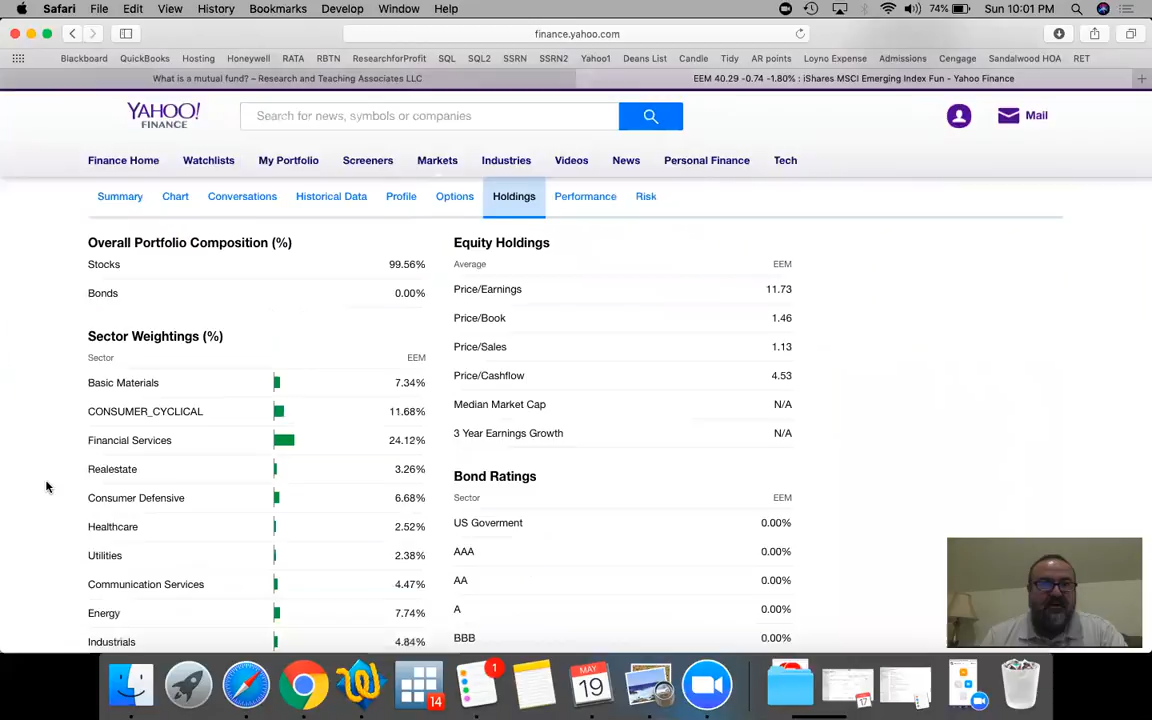 Safari File Edit View History Bookmarks Develop Window Help 74% Sun 10:01 PM
finance.yahoo.com
Blackboard QuickBooks Hosting Honeywell RATA RBTN ResearchforProfit SQL SQL2 SSRN SSRN2 Yahoo1 Deans List Candle Tidy AR points Loyno Expense Admissions Cengage Sandalwood HOA RET
What is a mutual fund? – Research and Teaching Associates LLC EEM 40.29 -0.74 -1.80% : iShares MSCI Emerging Index Fun - Yahoo Finance
YAHOO!
FINANCE
Search for news, symbols or companies
Mail
Finance Home Watchlists My Portfolio Screeners Markets Industries Videos News Personal Finance Tech
Summary Chart Conversations Historical Data Profile Options Holdings Performance Risk
Overall Portfolio Composition (%)
Stocks 99.56%
Bonds 0.00%
Sector Weightings (%)
Sector EEM
Basic Materials 7.34%
CONSUMER_CYCLICAL 11.68%
Financial Services 24.12%
Realestate 3.26%
Consumer Defensive 6.68%
Healthcare 2.52%
Utilities 2.38%
Communication Services 4.47%
Energy 7.74%
Industrials 4.84%
Equity Holdings
Average EEM
Price/Earnings 11.73
Price/Book 1.46
Price/Sales 1.13
Price/Cashflow 4.53
Median Market Cap N/A
3 Year Earnings Growth N/A
Bond Ratings
Sector EEM
US Goverment 0.00%
AAA 0.00%
AA 0.00%
A 0.00%
BBB 0.00%
14
1
MAY
19
17